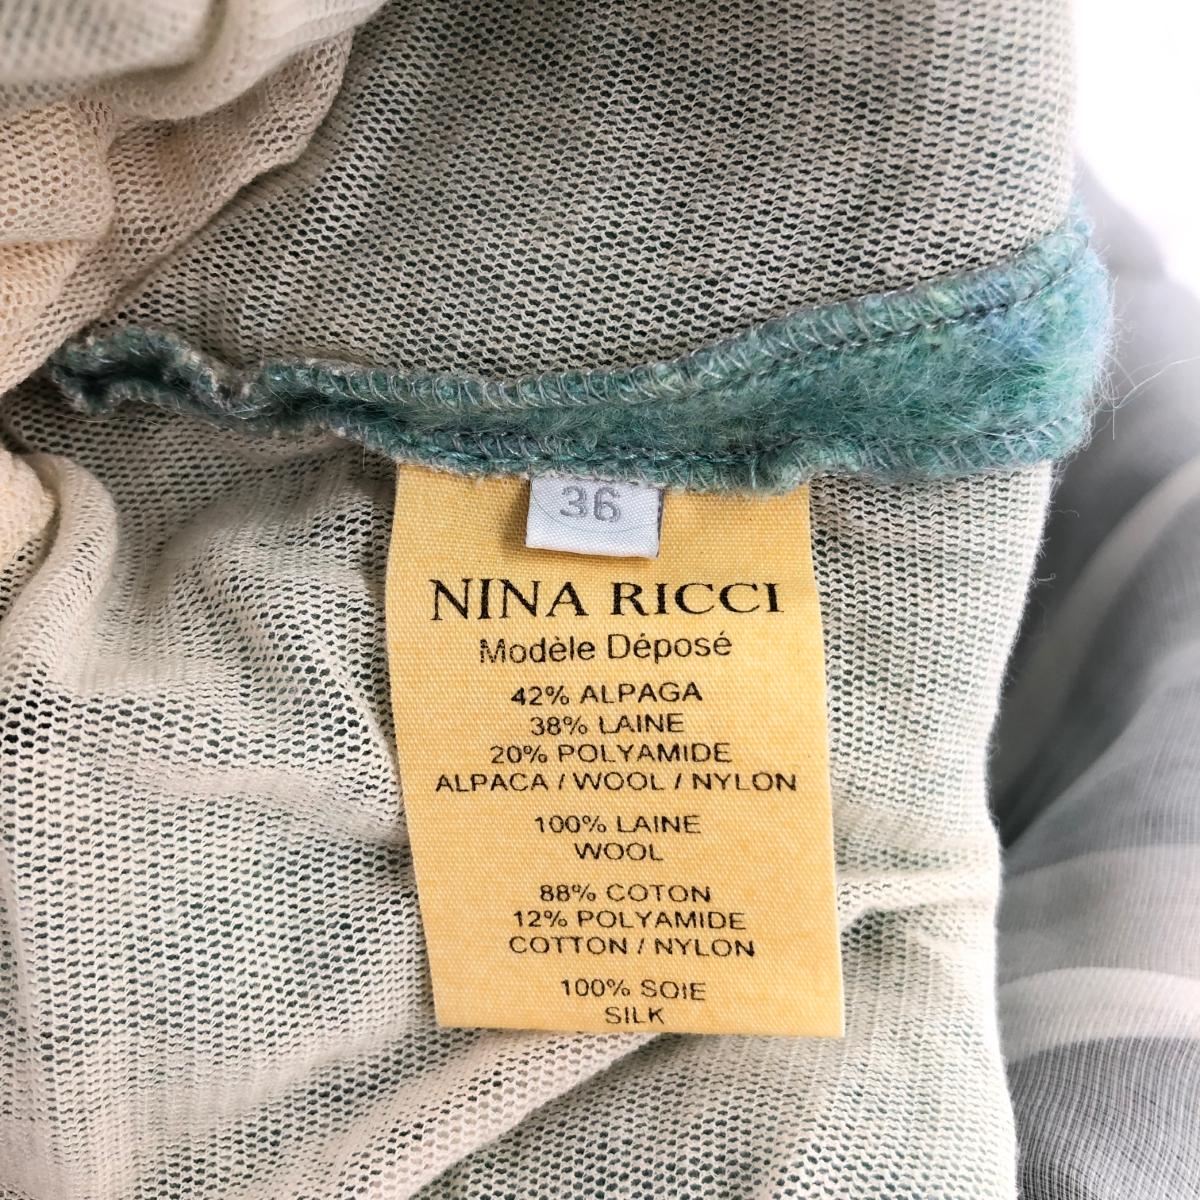 36
NINA RICCI
Modèle Déposé
42% ALPAGA
38% LAINE
20% POLYAMIDE
ALPACA / WOOL / NYLON
100% LAINE
WOOL
88% COTON
12% POLYAMIDE
COTTON / NYLON
100% SOIE
SILK